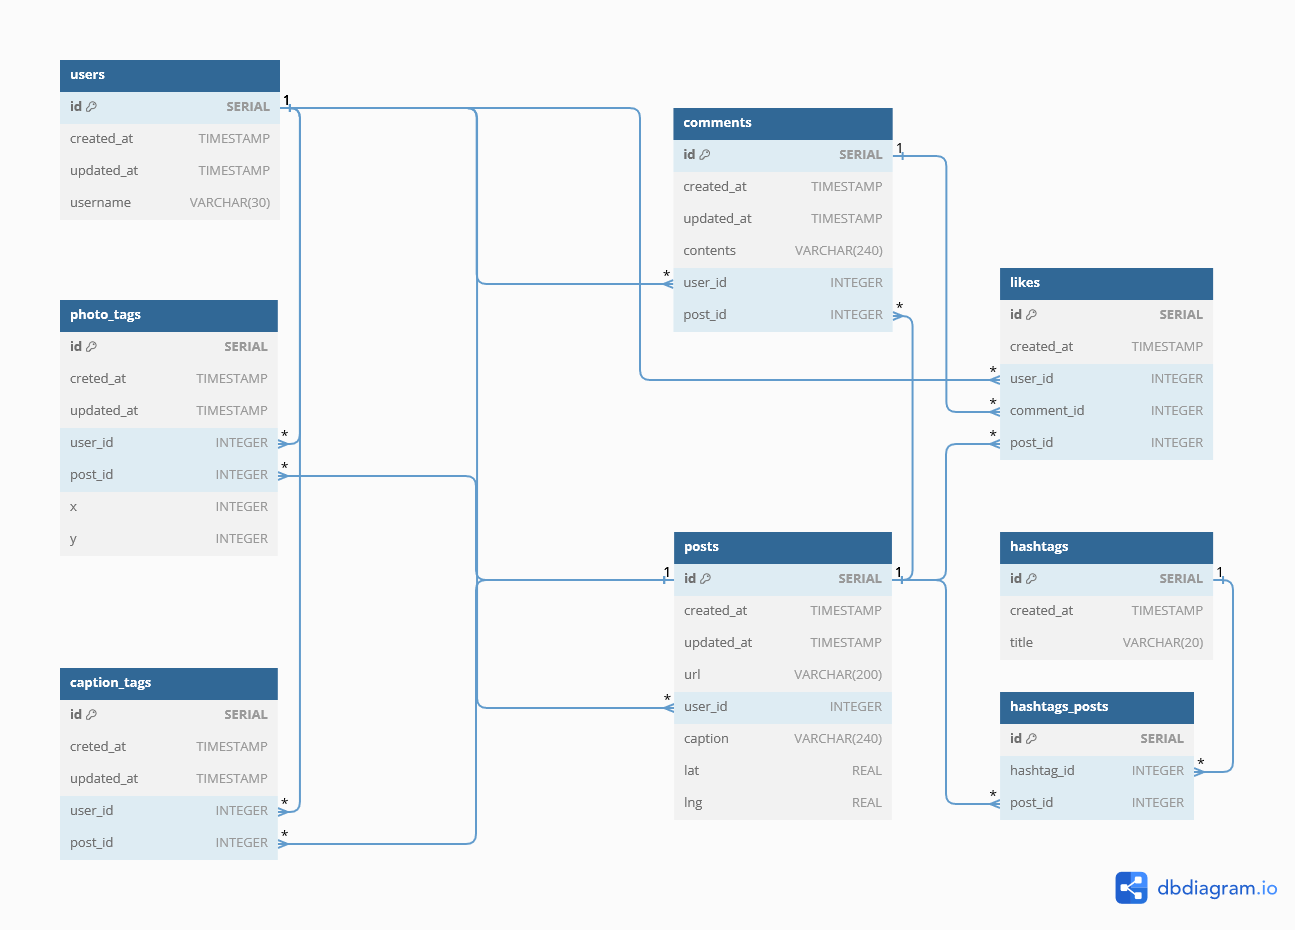 users
id SERIAL
created_at TIMESTAMP
updated_at TIMESTAMP
username VARCHAR(30)
1
photo_tags
id SERIAL
creted_at TIMESTAMP
updated_at TIMESTAMP
user_id INTEGER
*
post_id INTEGER
*
x INTEGER
y INTEGER
caption_tags
id SERIAL
creted_at TIMESTAMP
updated_at TIMESTAMP
user_id INTEGER
*
post_id INTEGER
*
comments
id SERIAL
1
created_at TIMESTAMP
updated_at TIMESTAMP
contents VARCHAR(240)
*
user_id INTEGER
post_id INTEGER
*
posts
1
id SERIAL
1
created_at TIMESTAMP
updated_at TIMESTAMP
url VARCHAR(200)
*
user_id INTEGER
caption VARCHAR(240)
lat REAL
lng REAL
likes
id SERIAL
created_at TIMESTAMP
*
user_id INTEGER
*
comment_id INTEGER
*
post_id INTEGER
hashtags
id SERIAL
1
created_at TIMESTAMP
title VARCHAR(20)
hashtags_posts
id SERIAL
hashtag_id INTEGER
*
*
post_id INTEGER
dbdiagram.io